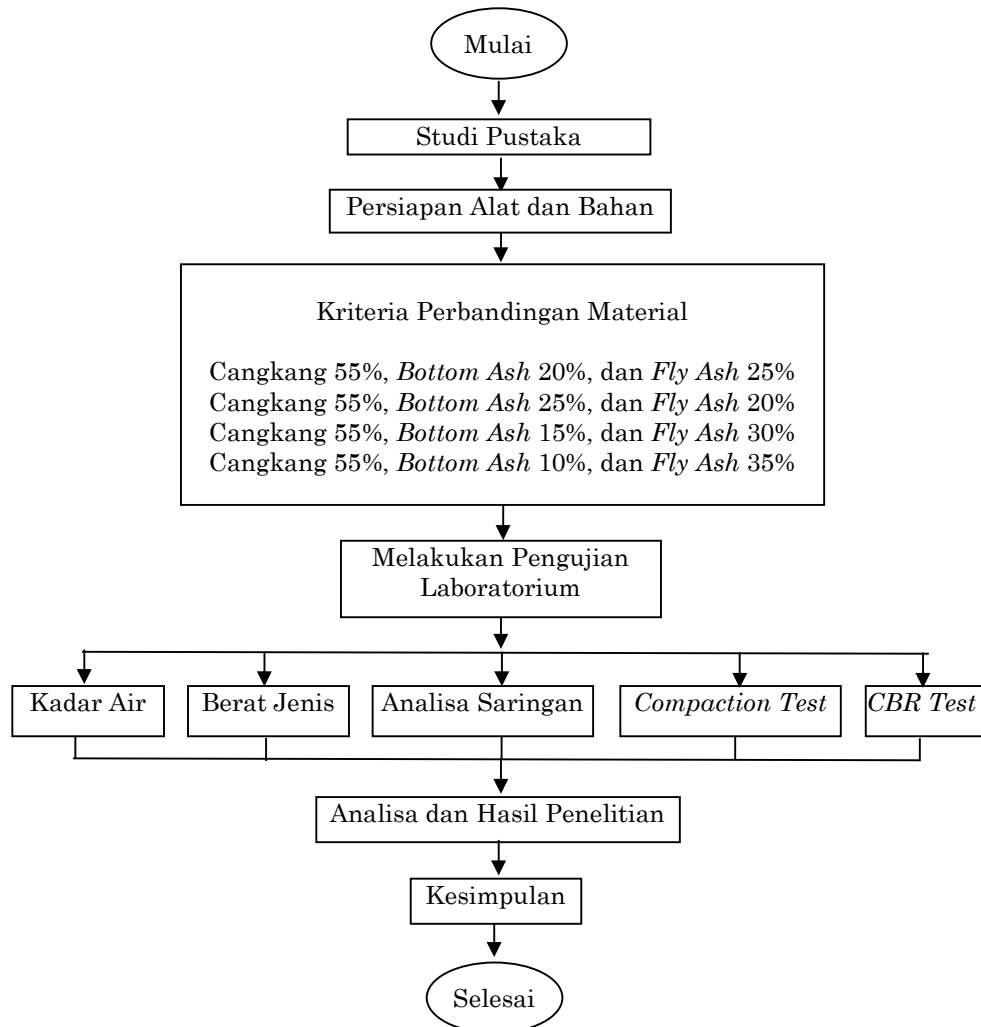 Mulai
Studi Pustaka
Persiapan Alat dan Bahan
Kriteria Perbandingan Material
Cangkang 55%, Bottom Ash 20%, dan Fly Ash 25%
Cangkang 55%, Bottom Ash 25%, dan Fly Ash 20%
Cangkang 55%, Bottom Ash 15%, dan Fly Ash 30%
Cangkang 55%, Bottom Ash 10%, dan Fly Ash 35%
Melakukan Pengujian
Laboratorium
Kadar Air
Berat Jenis
Analisa Saringan
Compaction Test
CBR Test
Analisa dan Hasil Penelitian
Kesimpulan
Selesai